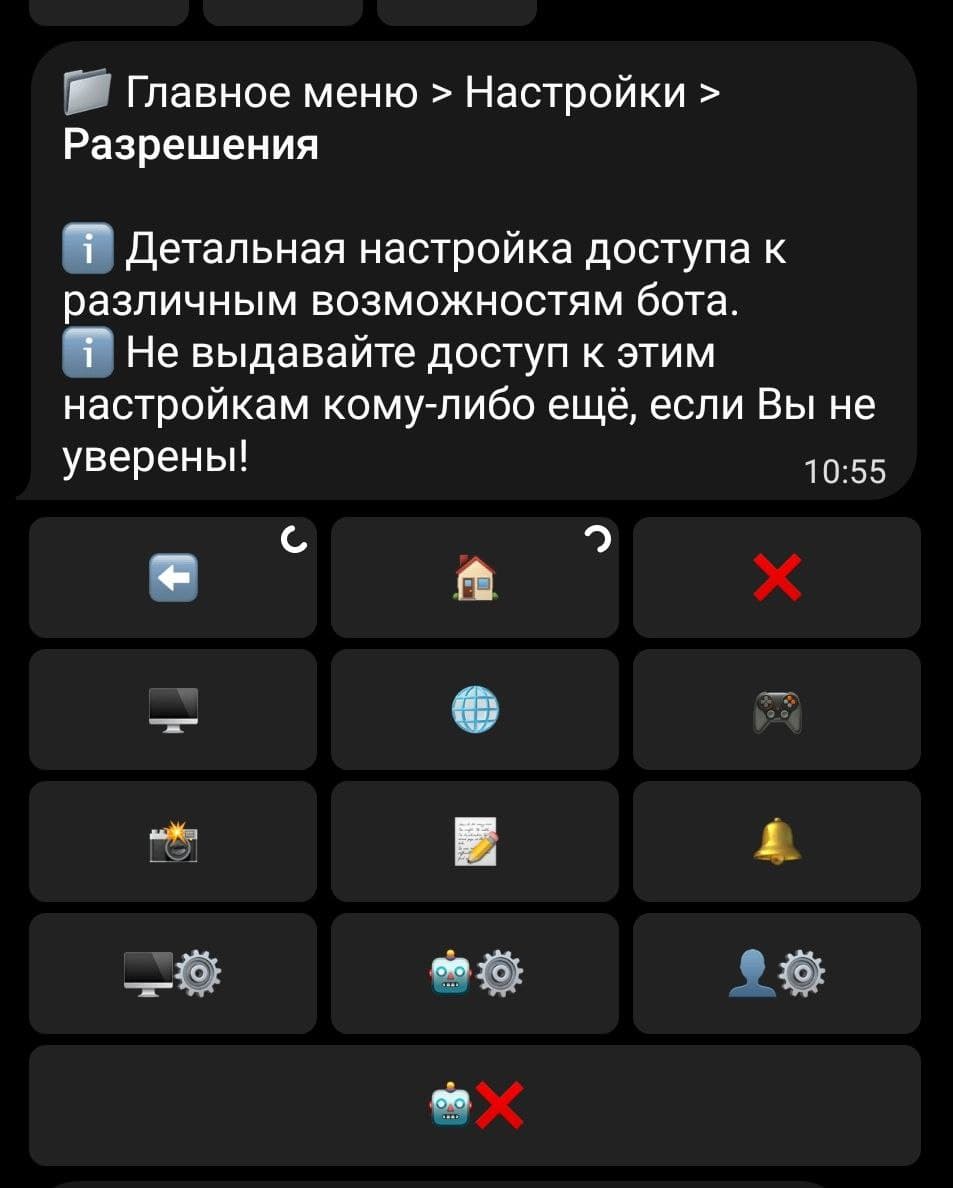 Главное меню > Настройки >
Разрешения
Детальная настройка доступа к
различным возможностям бота.
Не выдавайте доступ к этим
настройкам кому-либо ещё, если Вы не
уверены!
10:55